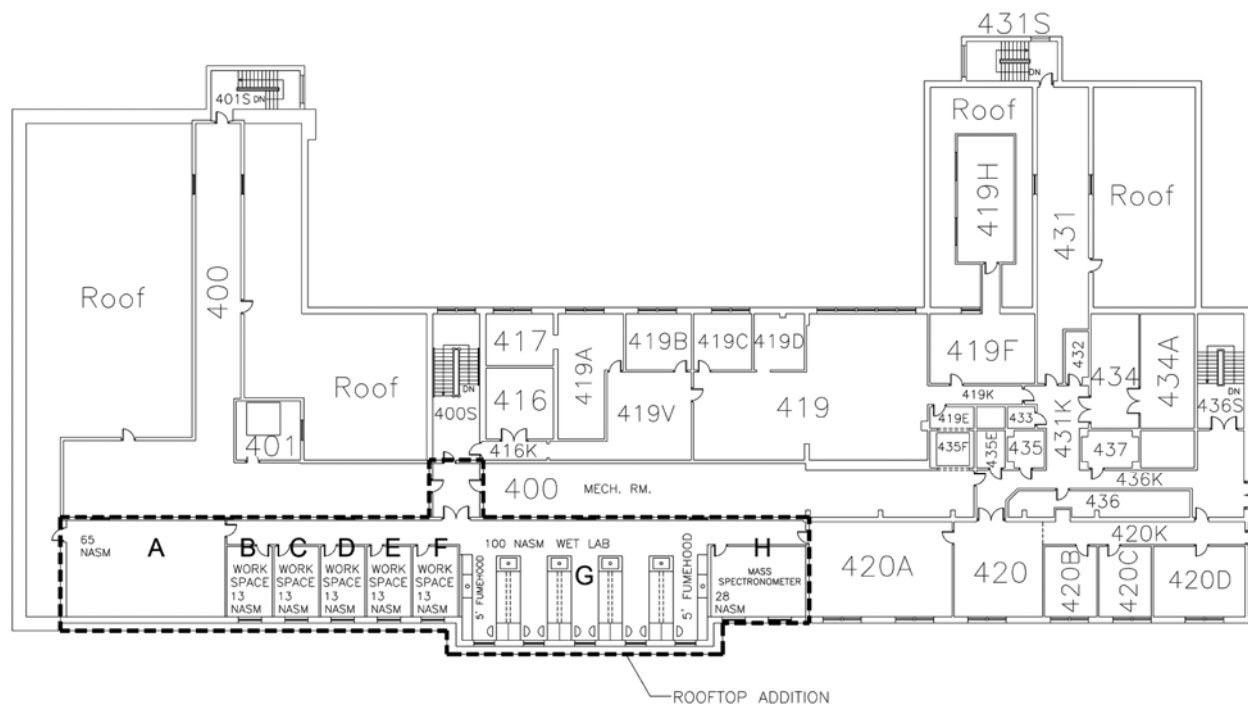 431S
DN
401S DN
Roof
419H
Roof
400
431
Roof
Roof
Roof
401
DN
400S
417
416
419A
419B
419C
419D
419V
416K
419
419F
432
434
434A
DN
436S
419K
419E
433
431K
435F
435E
435
437
400 MECH. RM.
436K
436
65
NASM
A
B
WORK
SPACE
13
NASM
C
WORK
SPACE
13
NASM
D
WORK
SPACE
13
NASM
E
WORK
SPACE
13
NASM
F
WORK
SPACE
13
NASM
100 NASM WET LAB
G
5' FUMEHOOD
5' FUMEHOOD
H
MASS
SPECTRONOMETER
28
NASM
420A
420
420K
420B
420C
420D
ROOFTOP ADDITION